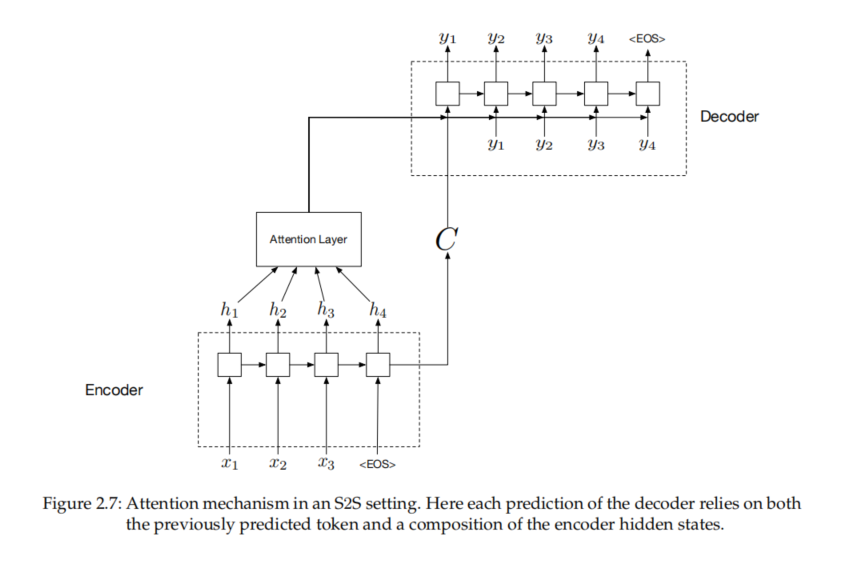 y₁ y₂ y₃ y₄ <EOS>
Decoder
y₁ y₂ y₃ y₄
Attention Layer
C
h₁ h₂ h₃ h₄
Encoder
x₁ x₂ x₃ <EOS>
Figure 2.7: Attention mechanism in an S2S setting. Here each prediction of the decoder relies on both
the previously predicted token and a composition of the encoder hidden states.